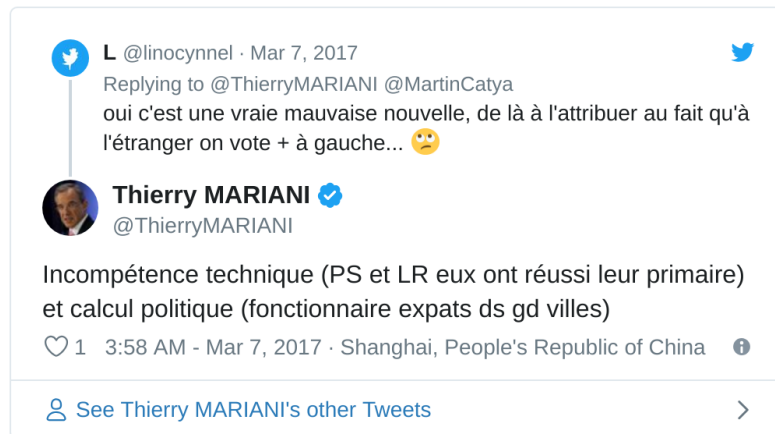 L @linocynnel · Mar 7, 2017
Replying to @ThierryMARIANI @MartinCatya
oui c'est une vraie mauvaise nouvelle, de là à l'attribuer au fait qu'à
l'étranger on vote + à gauche... 🙄
Thierry MARIANI
@ThierryMARIANI
Incompétence technique (PS et LR eux ont réussi leur primaire)
et calcul politique (fonctionnaire expats ds gd villes)
1 3:58 AM - Mar 7, 2017 · Shanghai, People's Republic of China
See Thierry MARIANI's other Tweets